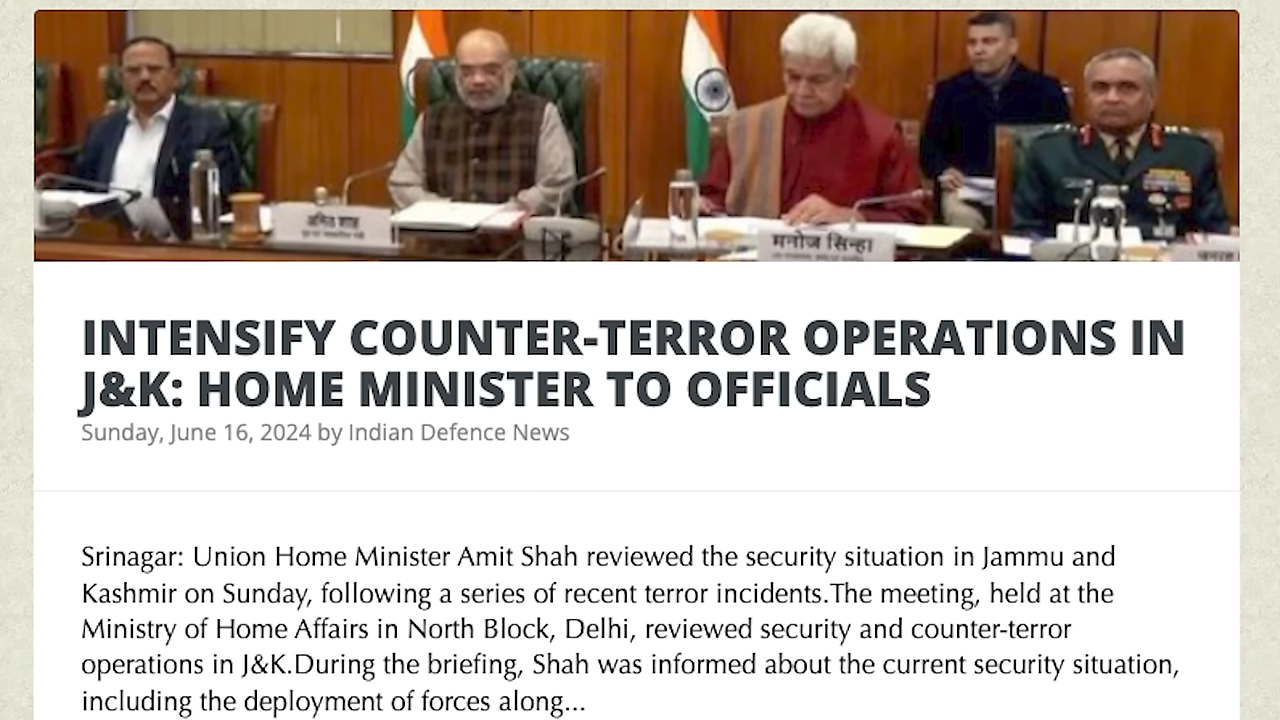 अमित शाह
मनोज सिन्हा
INTENSIFY COUNTER-TERROR OPERATIONS IN
J&K: HOME MINISTER TO OFFICIALS
Sunday, June 16, 2024 by Indian Defence News
Srinagar: Union Home Minister Amit Shah reviewed the security situation in Jammu and
Kashmir on Sunday, following a series of recent terror incidents.The meeting, held at the
Ministry of Home Affairs in North Block, Delhi, reviewed security and counter-terror
operations in J&K.During the briefing, Shah was informed about the current security situation,
including the deployment of forces along...